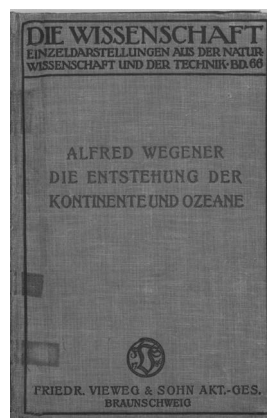 DIE WISSENSCHAFT
EINZELDARSTELLUNGEN AUS DER NATUR-
WISSENSCHAFT UND DER TECHNIK · BD. 66
ALFRED WEGENER
DIE ENTSTEHUNG DER
KONTINENTE UND OZEANE
FRIEDR. VIEWEG & SOHN AKT.-GES.
BRAUNSCHWEIG